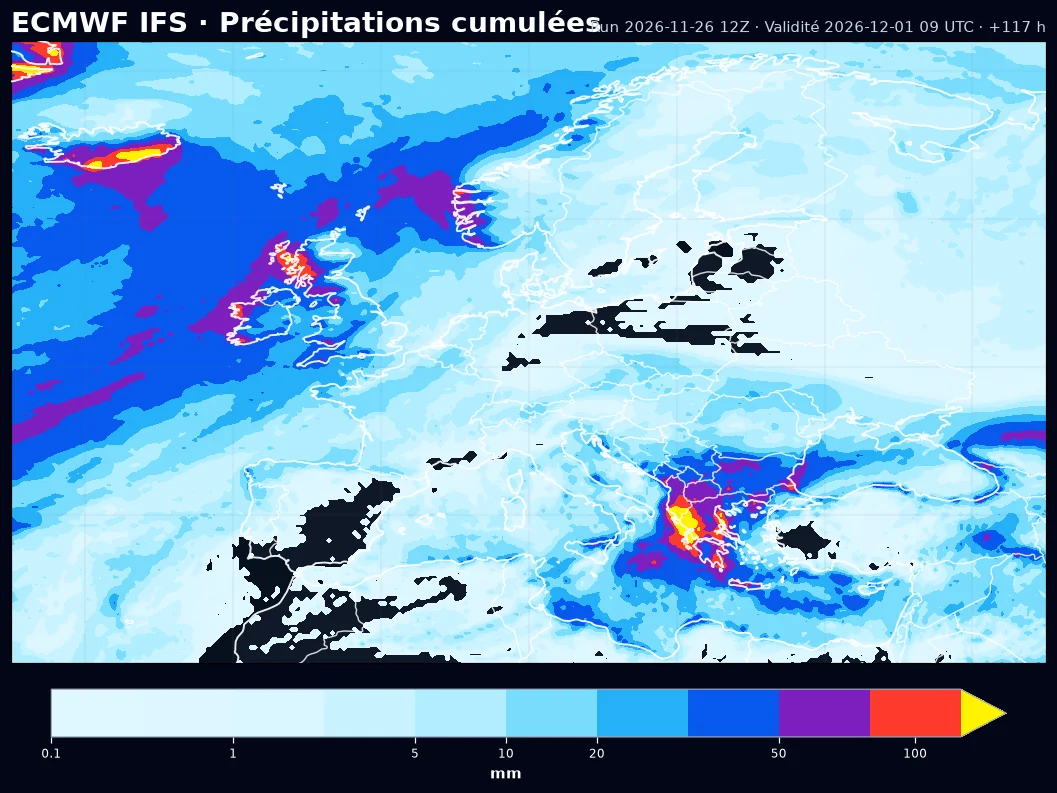 ECMWF IFS · Précipitations cumulées
Run 2026-11-26 12Z · Validité 2026-12-01 09 UTC · +117 h
0.1 1 5 10 20 50 100
mm